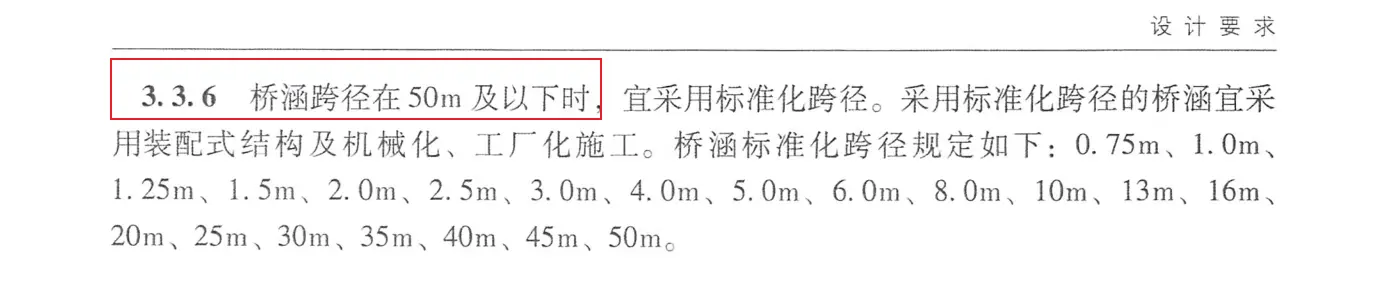 设计要求
3.3.6 桥涵跨径在50m及以下时，宜采用标准化跨径。采用标准化跨径的桥涵宜采
用装配式结构及机械化、工厂化施工。桥涵标准化跨径规定如下：0.75m、1.0m、
1.25m、1.5m、2.0m、2.5m、3.0m、4.0m、5.0m、6.0m、8.0m、10m、13m、16m、
20m、25m、30m、35m、40m、45m、50m。